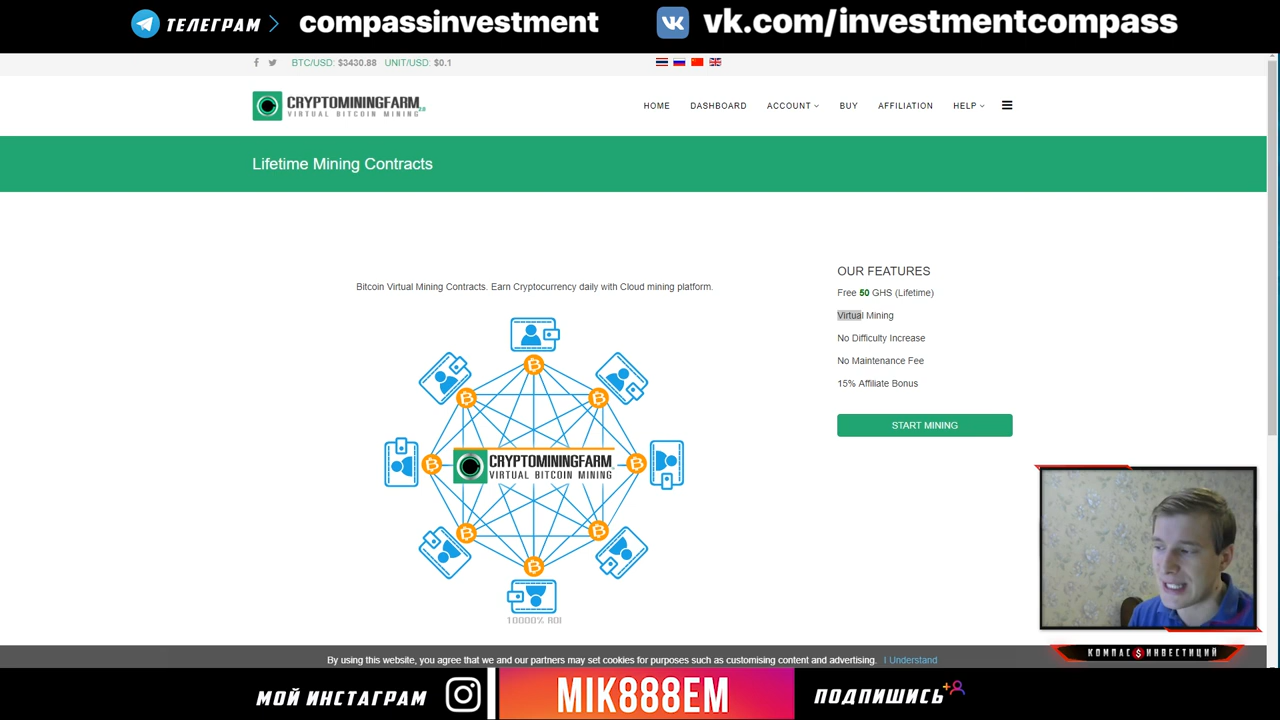 ТЕЛЕГРАМ
compassinvestment
vk.com/investmentcompass
BTC/USD: $3430.88 UNIT/USD: $0.1
CRYPTOMININGFARM
VIRTUAL BITCOIN MINING
HOME DASHBOARD ACCOUNT BUY AFFILIATION HELP
Lifetime Mining Contracts
Bitcoin Virtual Mining Contracts. Earn Cryptocurrency daily with Cloud mining platform.
OUR FEATURES
Free 50 GHS (Lifetime)
Virtual Mining
No Difficulty Increase
No Maintenance Fee
15% Affiliate Bonus
START MINING
CRYPTOMININGFARM
VIRTUAL BITCOIN MINING
10000% ROI
КОМПАС $ ИНВЕСТИЦИЙ
By using this website, you agree that we and our partners may set cookies for purposes such as customising content and advertising. I Understand
МОЙ ИНСТАГРАМ
MIK888EM
ПОДПИШИСЬ